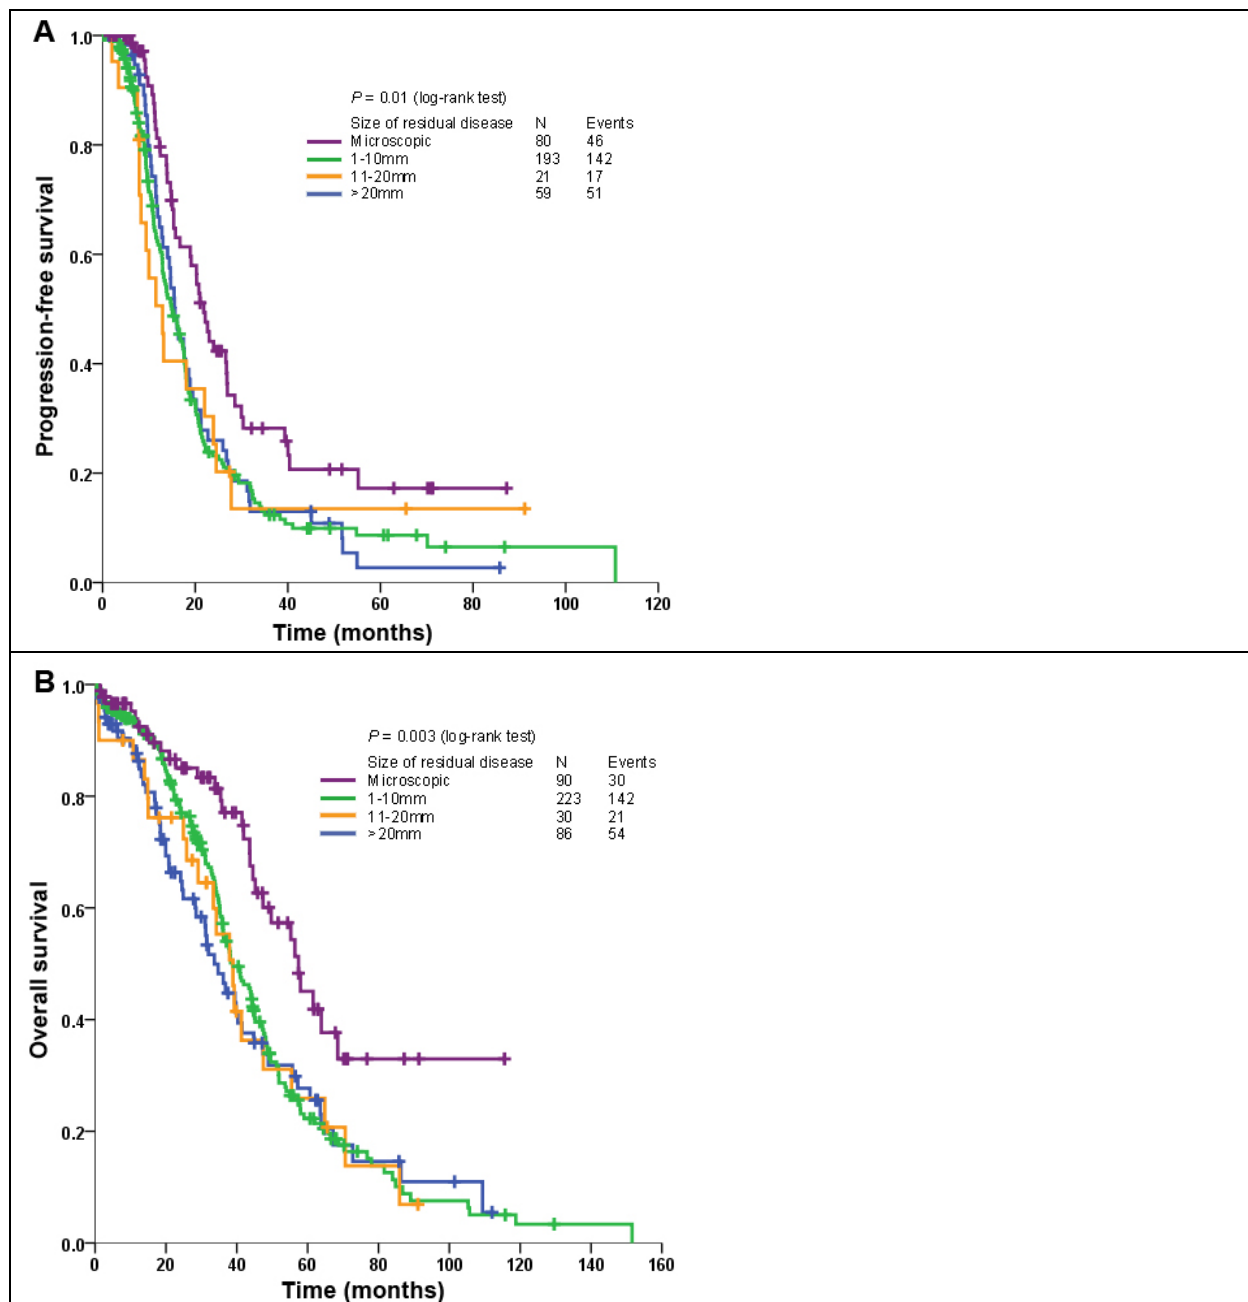 A
P = 0.01 (log-rank test)
Size of residual disease N Events
Microscopic 80 46
1-10mm 193 142
11-20mm 21 17
>20mm 59 51
Progression-free survival
1.0
0.8
0.6
0.4
0.2
0.0
0 20 40 60 80 100 120
Time (months)
B
P = 0.003 (log-rank test)
Size of residual disease N Events
Microscopic 90 30
1-10mm 223 142
11-20mm 30 21
>20mm 86 54
Overall survival
1.0
0.8
0.6
0.4
0.2
0.0
0 20 40 60 80 100 120 140 160
Time (months)